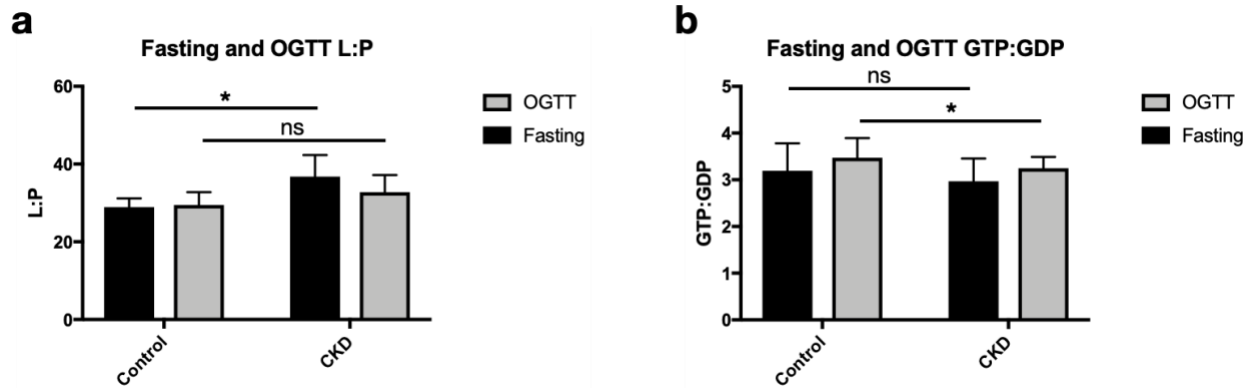 a
Fasting and OGTT L:P
60
40
20
0
L:P
*
ns
Control
CKD
OGTT
Fasting
b
Fasting and OGTT GTP:GDP
5
4
3
2
1
0
GTP:GDP
ns
*
Control
CKD
OGTT
Fasting